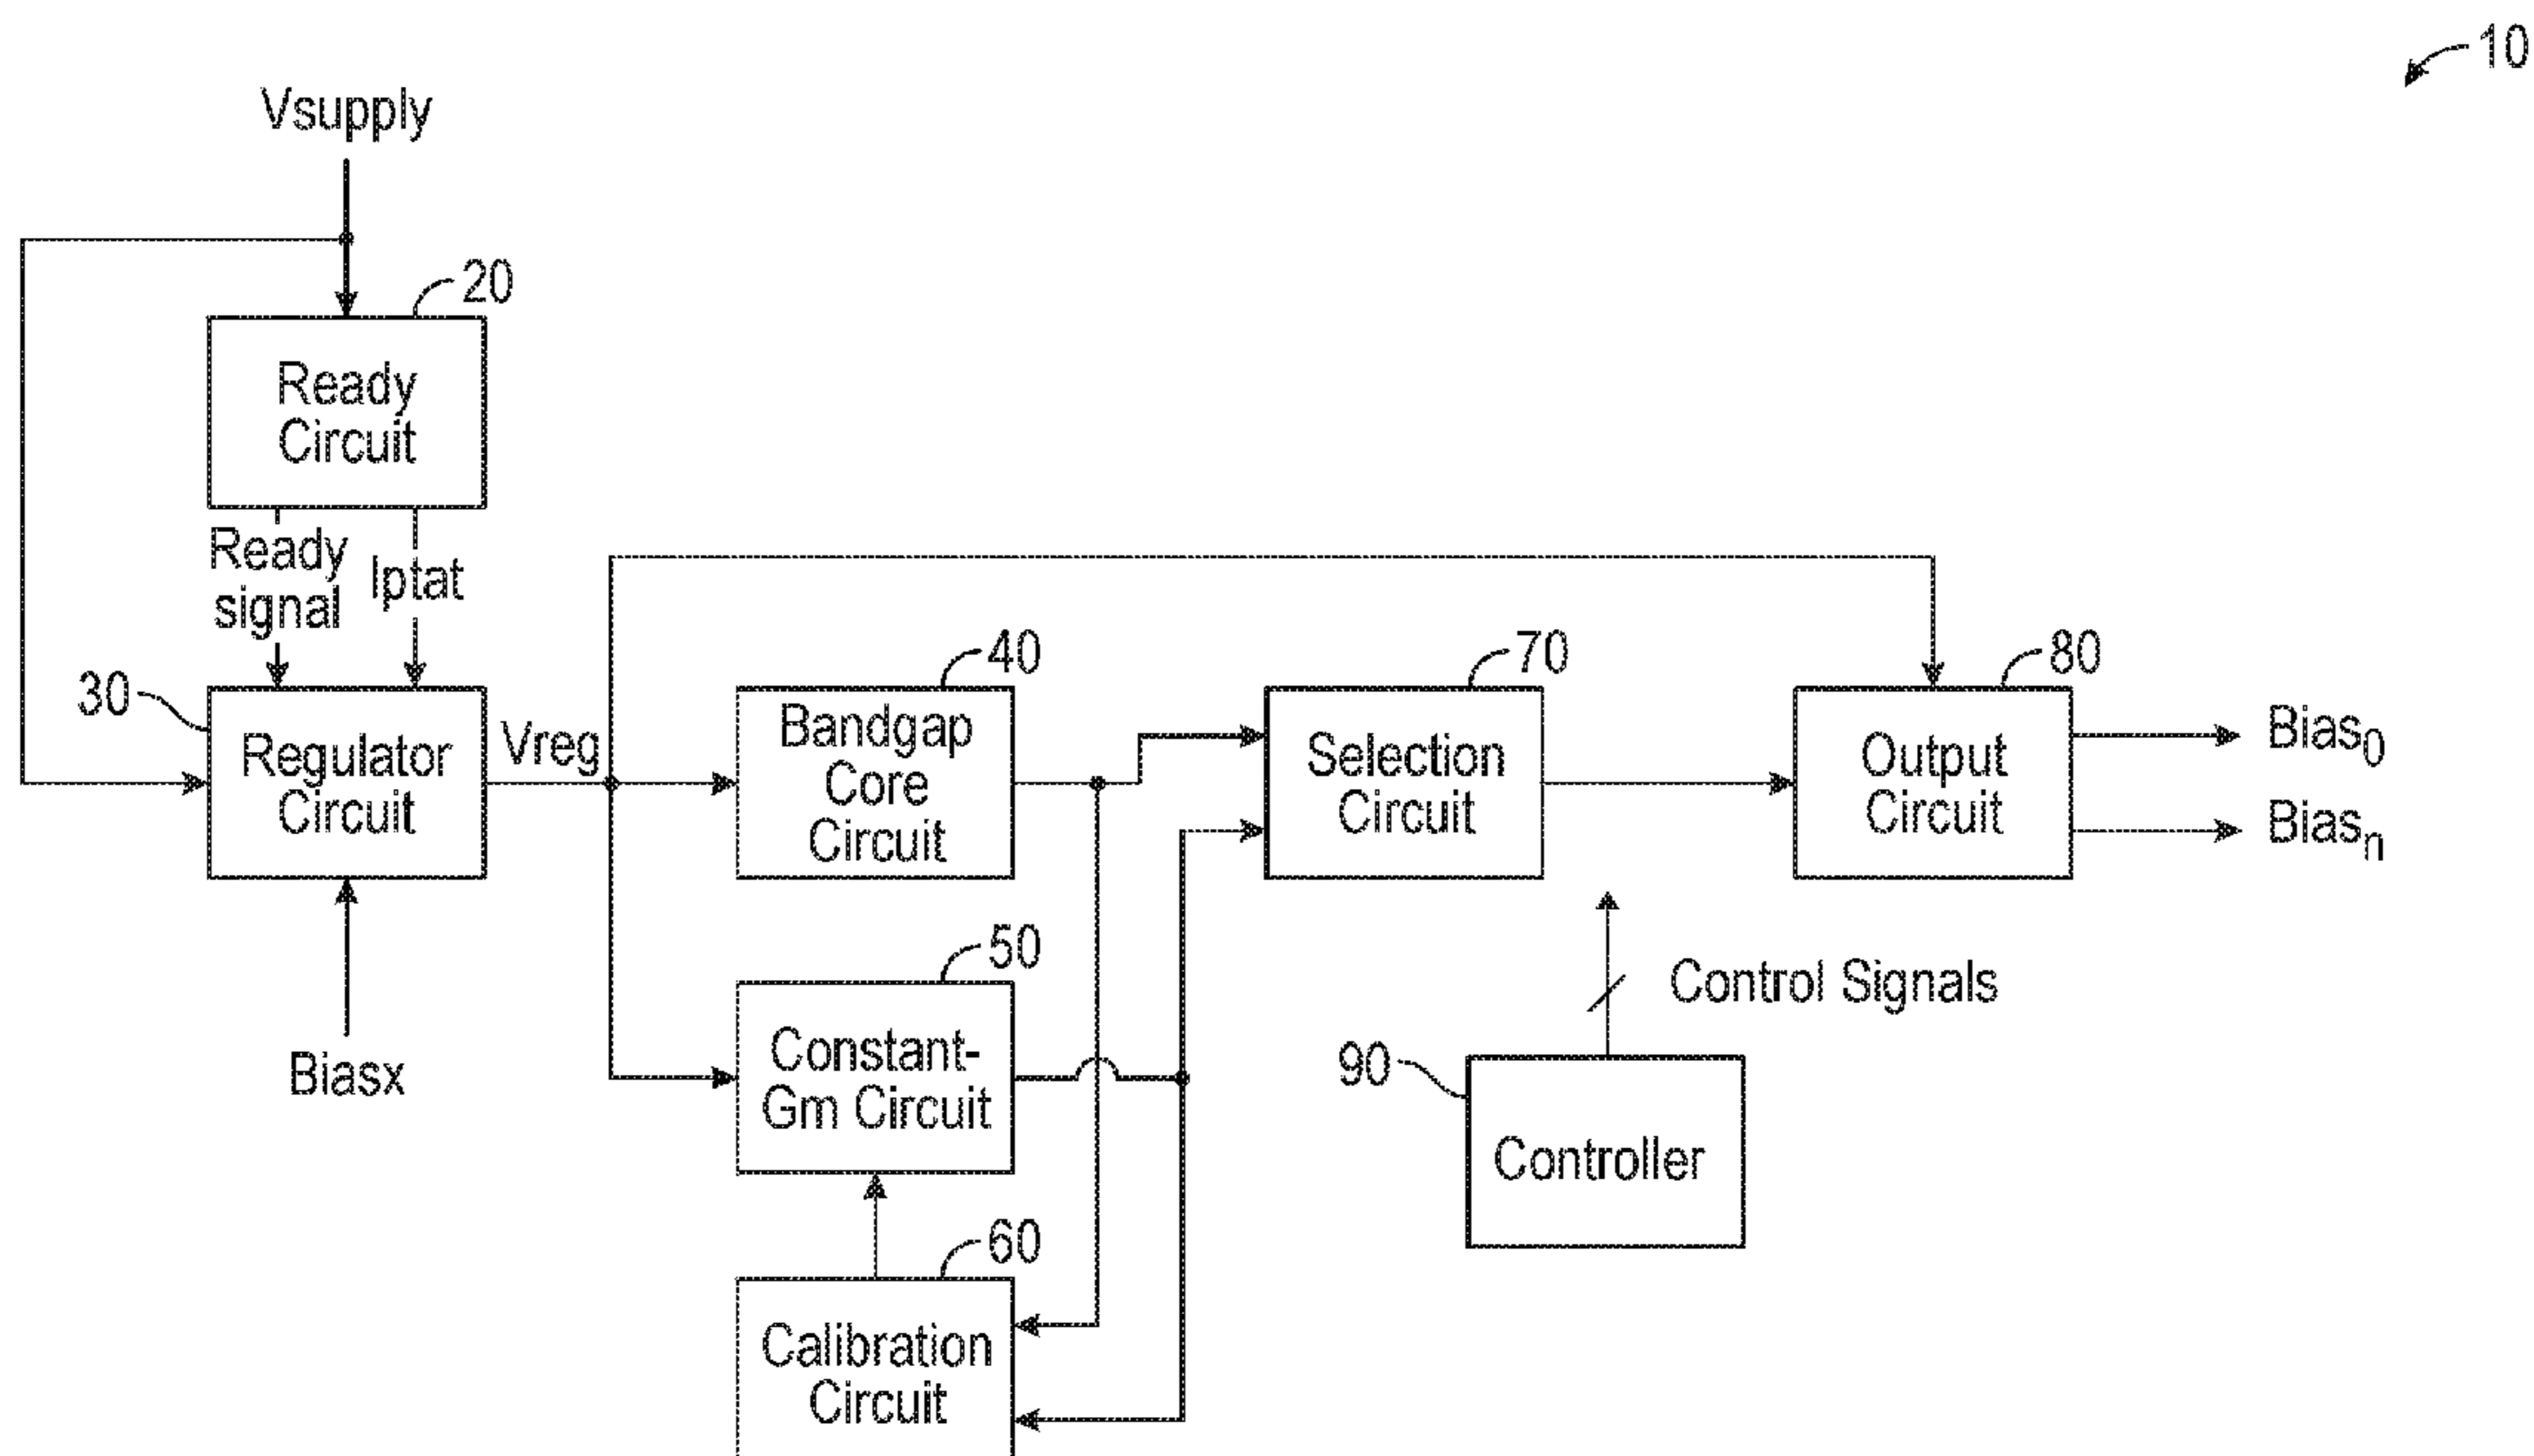 10
Vsupply
20
Ready
Circuit
Ready
signal
Iptat
30
Regulator
Circuit
Vreg
Biasx
40
Bandgap
Core
Circuit
50
Constant-
Gm Circuit
60
Calibration
Circuit
70
Selection
Circuit
80
Output
Circuit
Bias0
Biasn
Control Signals
90
Controller